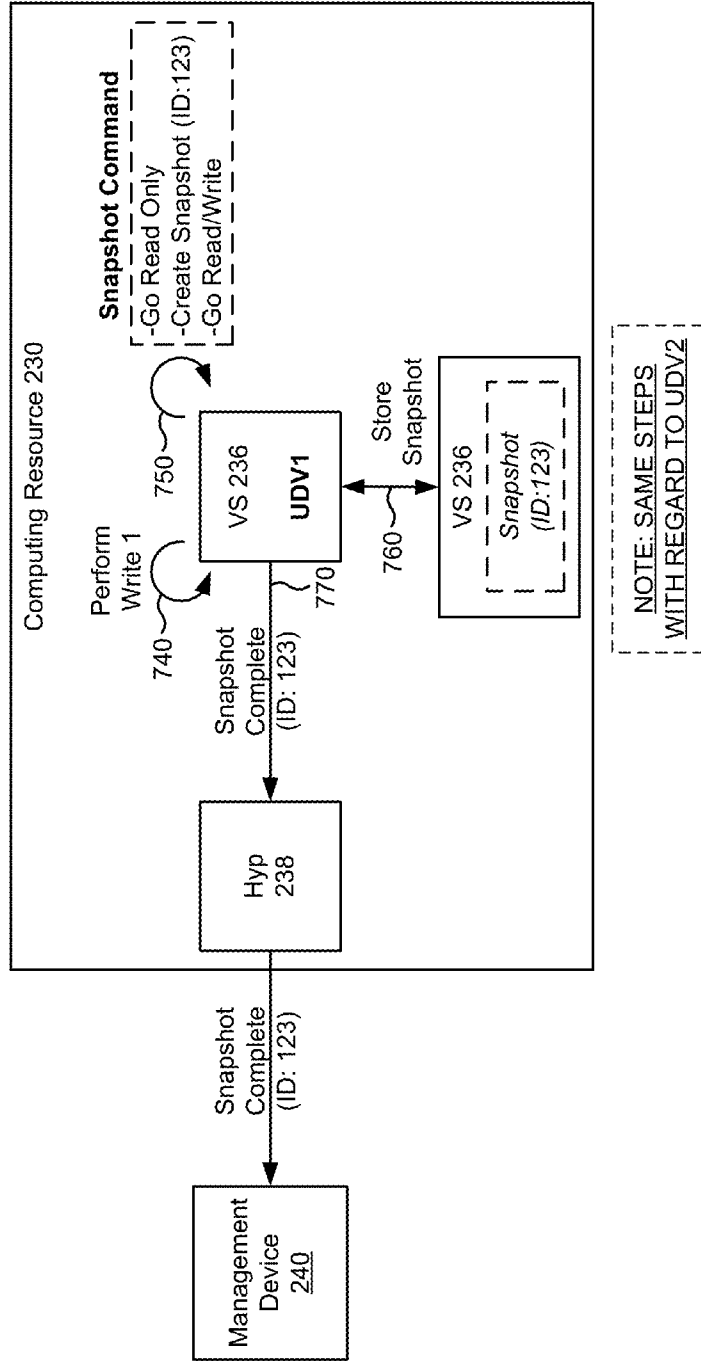 Computing Resource 230
Snapshot Command
-Go Read Only
-Create Snapshot (ID:123)
-Go Read/Write
Perform
Write 1
740
750
VS 236
UDV1
770
Snapshot
Complete
(ID: 123)
Hyp
238
Snapshot
Complete
(ID: 123)
Management
Device
240
760
Store
Snapshot
VS 236
Snapshot
(ID:123)
NOTE: SAME STEPS
WITH REGARD TO UDV2